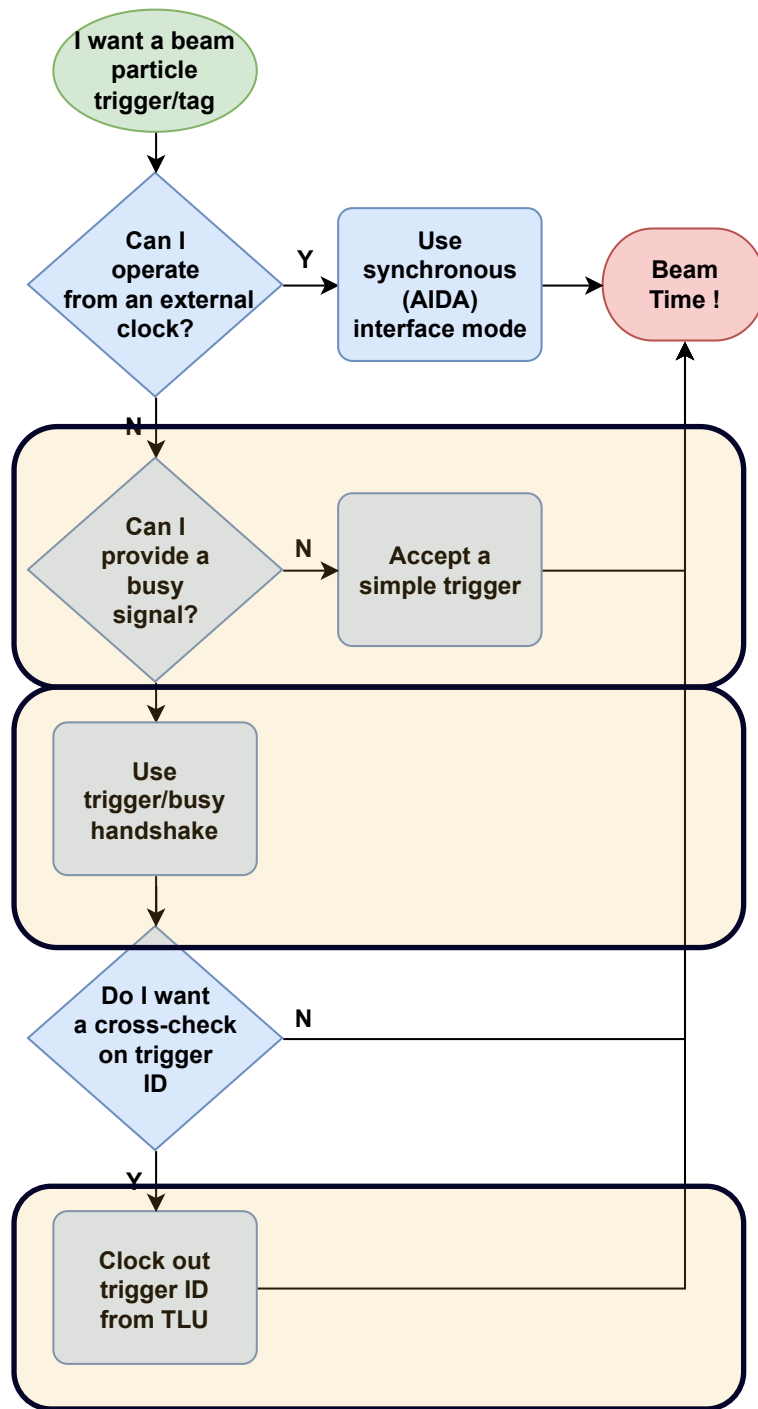 I want a beam
particle
trigger/tag
Can I
operate
from an external
clock?
Y
Use
synchronous
(AIDA)
interface mode
Beam
Time !
N
Can I
provide a
busy
signal?
N
Accept a
simple trigger
Use
trigger/busy
handshake
Do I want
a cross-check
on trigger
ID
N
Y
Clock out
trigger ID
from TLU